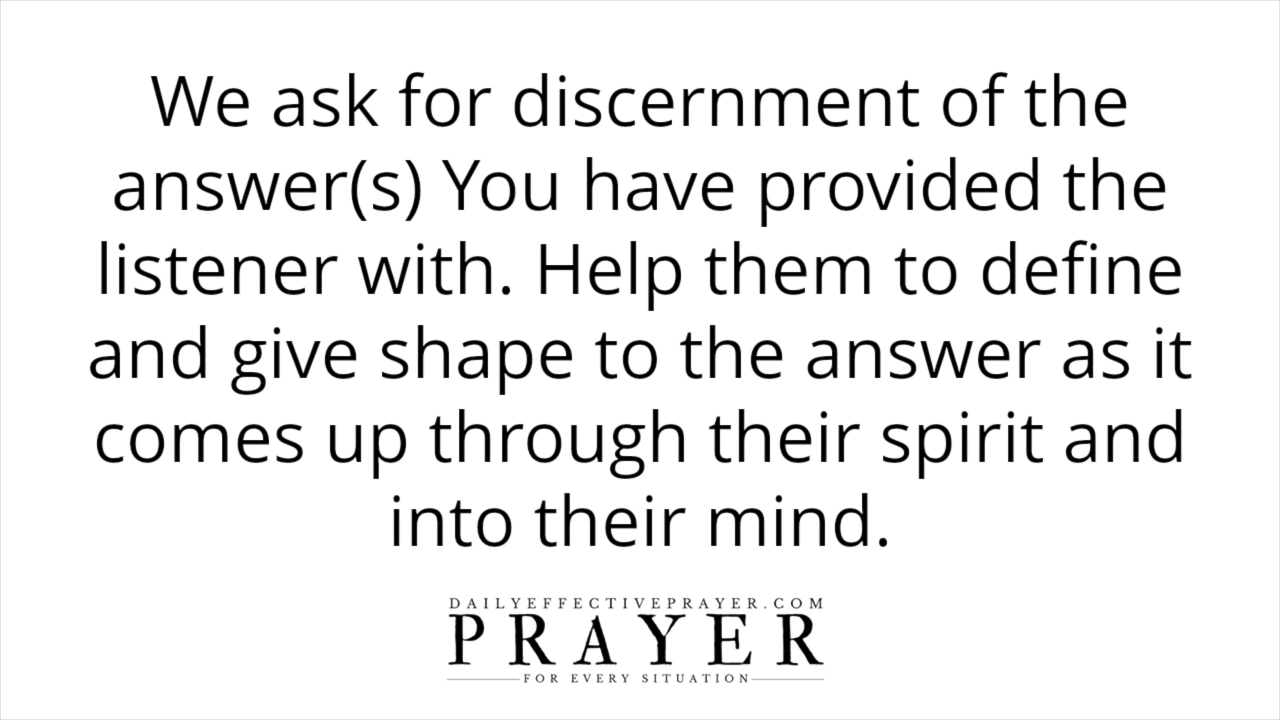 We ask for discernment of the
answer(s) You have provided the
listener with. Help them to define
and give shape to the answer as it
comes up through their spirit and
into their mind.
DAILYEFFECTIVEPRAYER.COM
PRAYER
FOR EVERY SITUATION